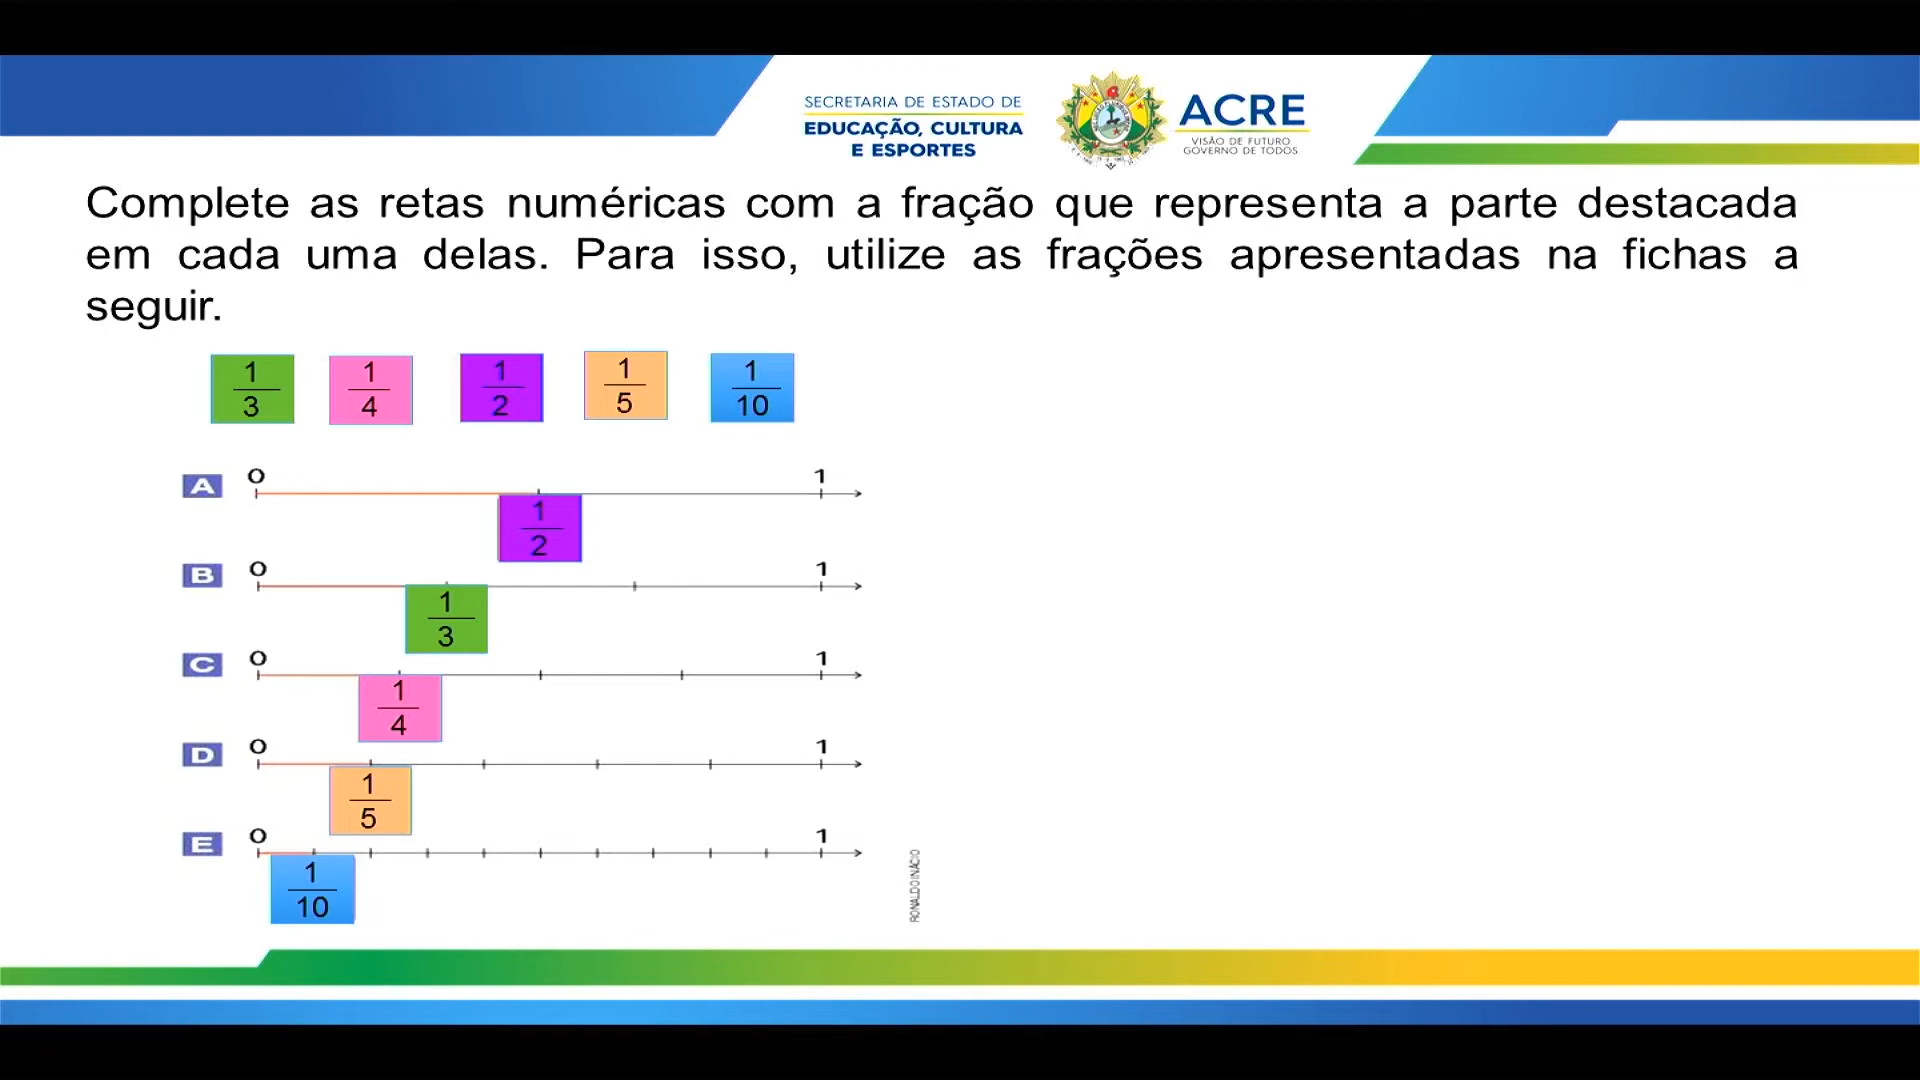 SECRETARIA DE ESTADO DE
EDUCAÇÃO, CULTURA
E ESPORTES
ACRE
VISÃO DE FUTURO
GOVERNO DE TODOS
Complete as retas numéricas com a fração que representa a parte destacada
em cada uma delas. Para isso, utilize as frações apresentadas na fichas a
seguir.
1/3 1/4 1/2 1/5 1/10
A 0 1
1/2
B 0 1
1/3
C 0 1
1/4
D 0 1
1/5
E 0 1
1/10
RONALDO INÁCIO